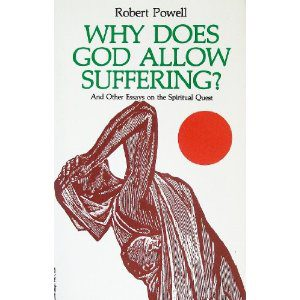 Robert Powell
WHY DOES
GOD ALLOW
SUFFERING?
And Other Essays on the Spiritual Quest